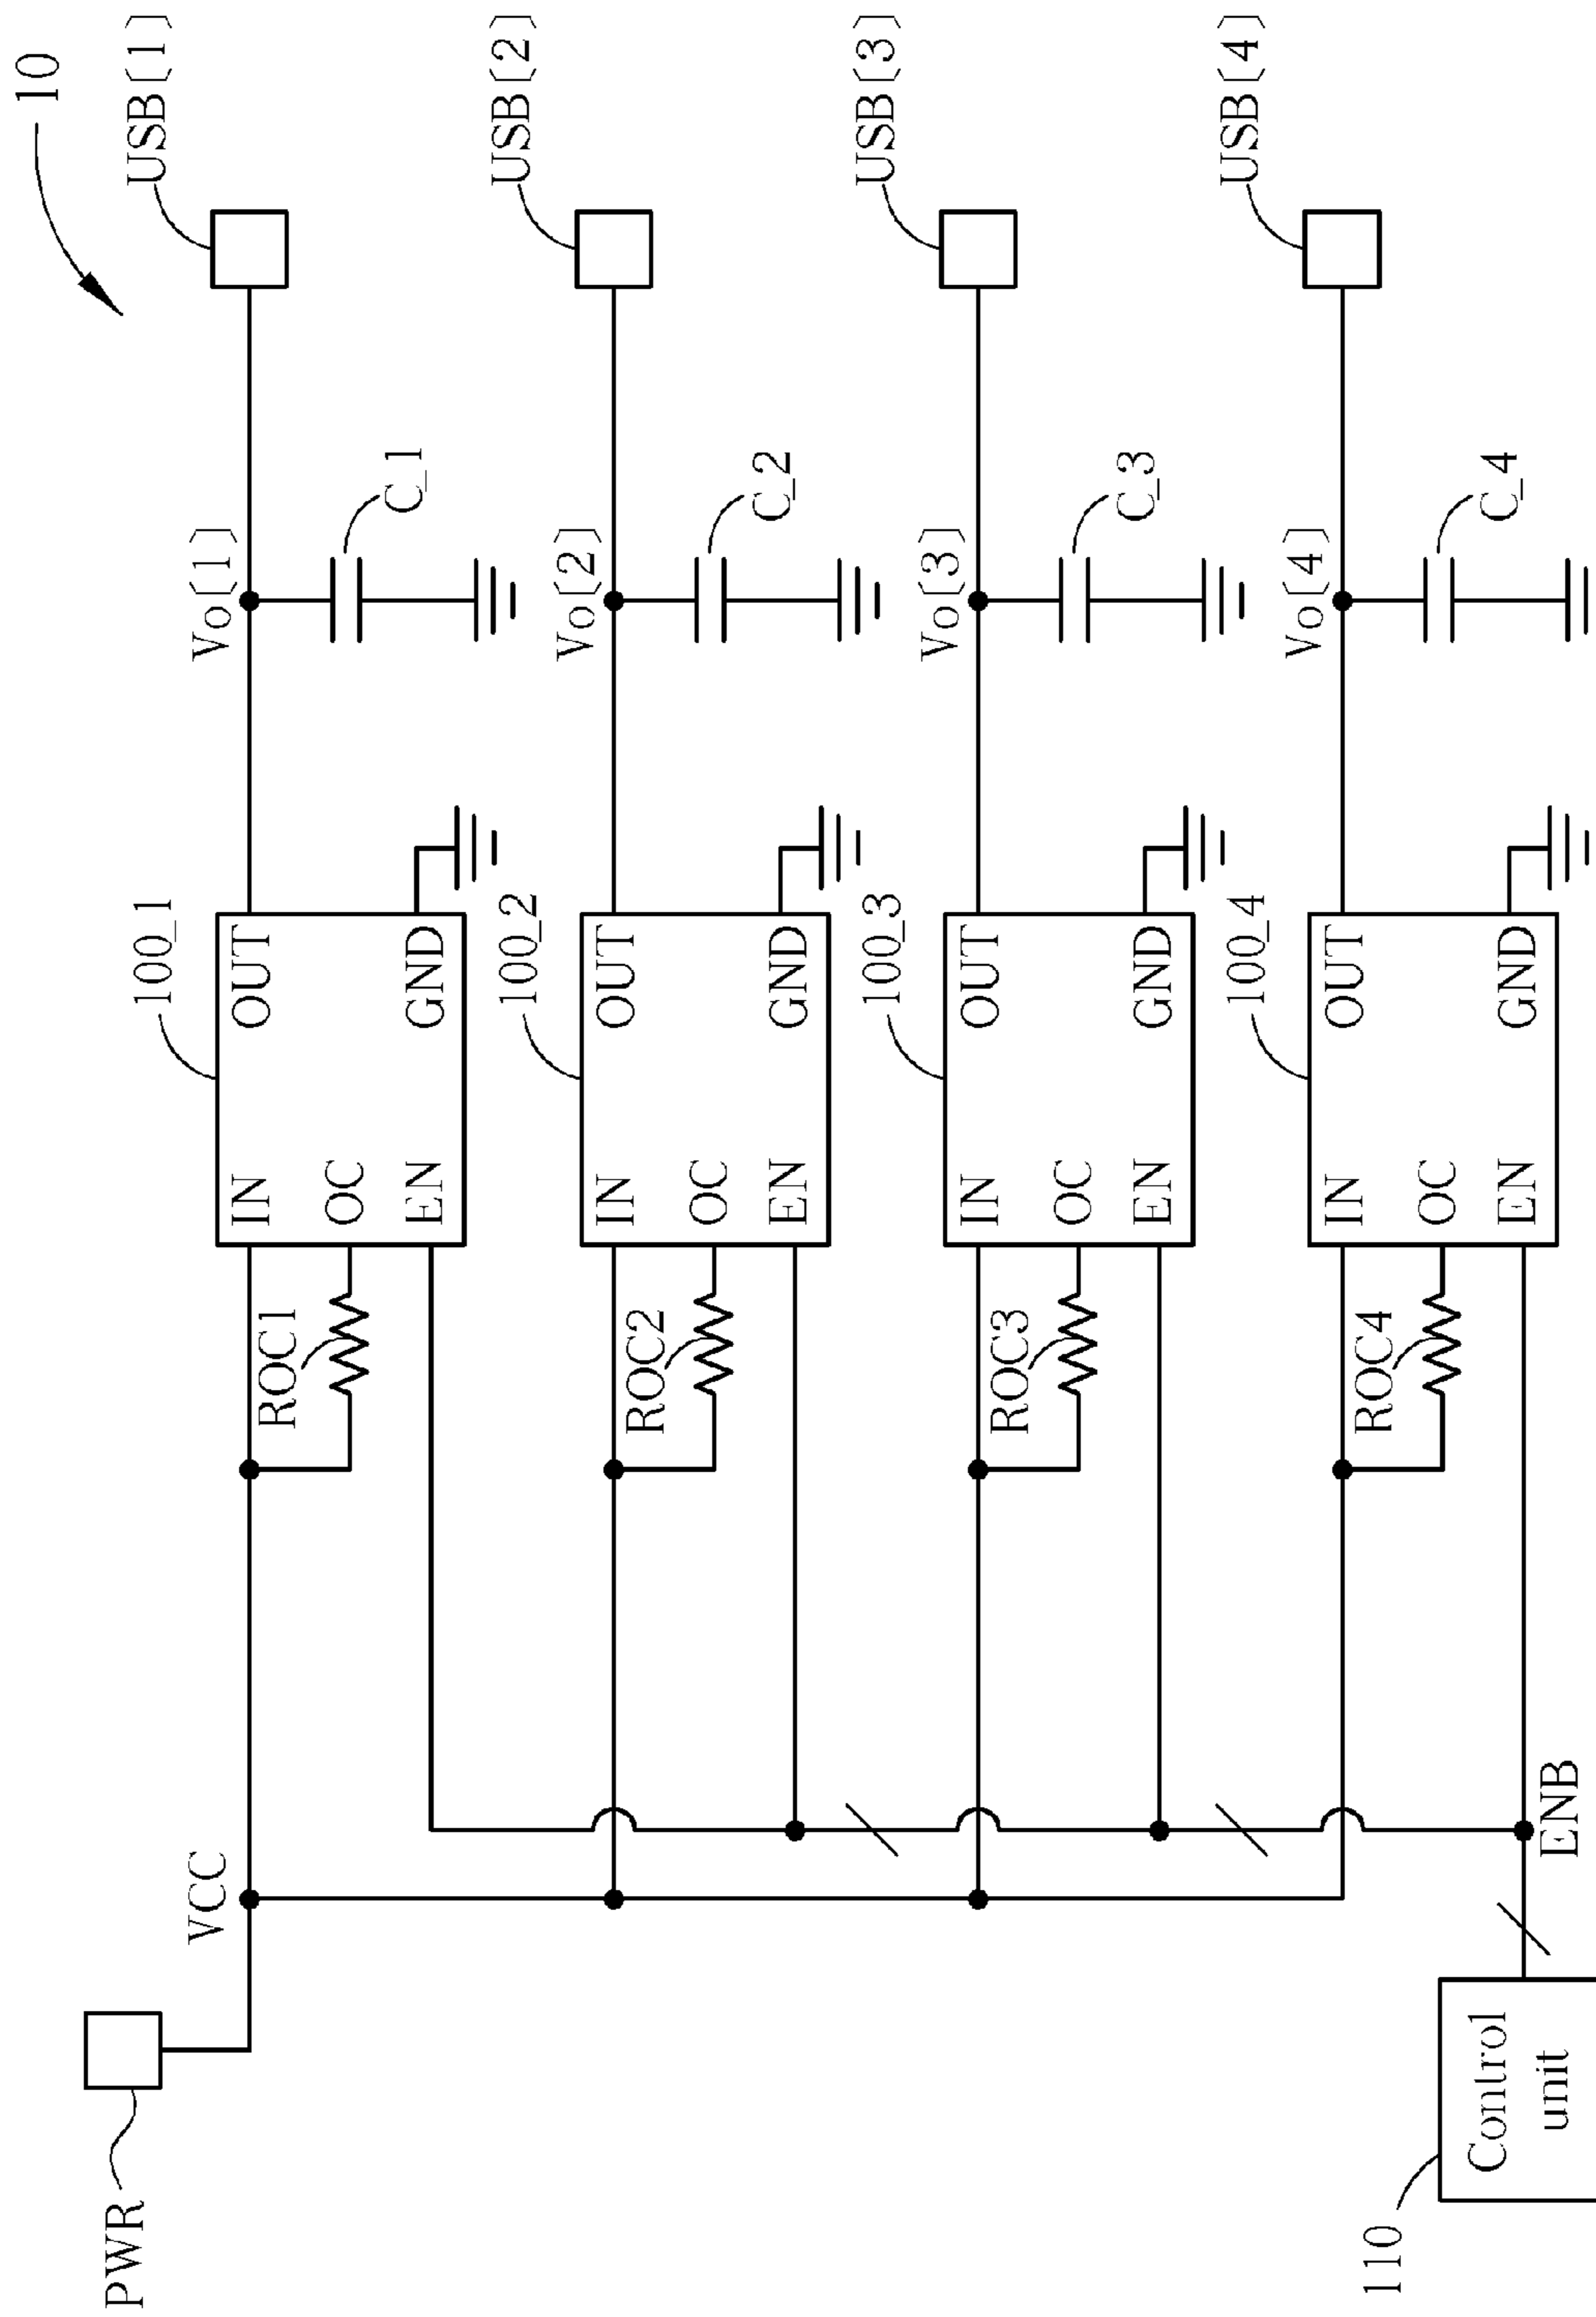 10
PWR
VCC
100_1
IN
OUT
OC
EN
GND
ROC1
Vo(1)
C_1
USB(1)
100_2
IN
OUT
OC
EN
GND
ROC2
Vo(2)
C_2
USB(2)
100_3
IN
OUT
OC
EN
GND
ROC3
Vo(3)
C_3
USB(3)
100_4
IN
OUT
OC
EN
GND
ROC4
Vo(4)
C_4
USB(4)
110
Control
unit
ENB